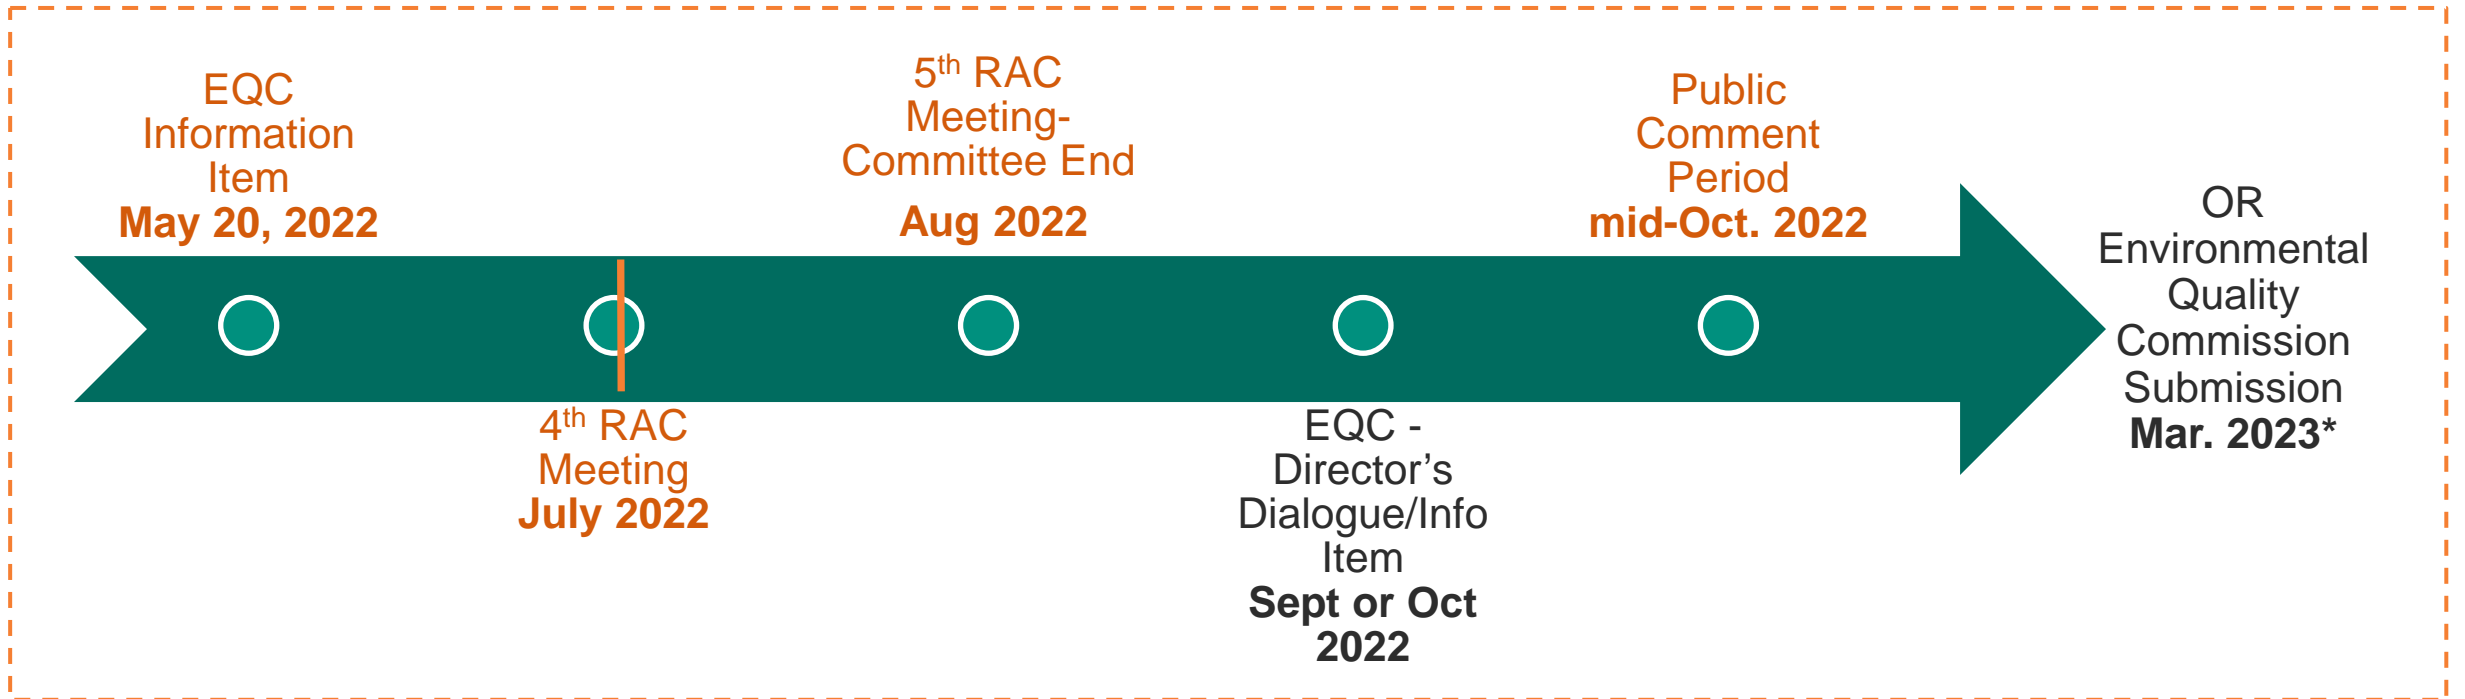 EQC
Information
Item
May 20, 2022
4th RAC
Meeting
July 2022
5th RAC
Meeting-
Committee End
Aug 2022
EQC -
Director’s
Dialogue/Info
Item
Sept or Oct
2022
Public
Comment
Period
mid-Oct. 2022
OR
Environmental
Quality
Commission
Submission
Mar. 2023*